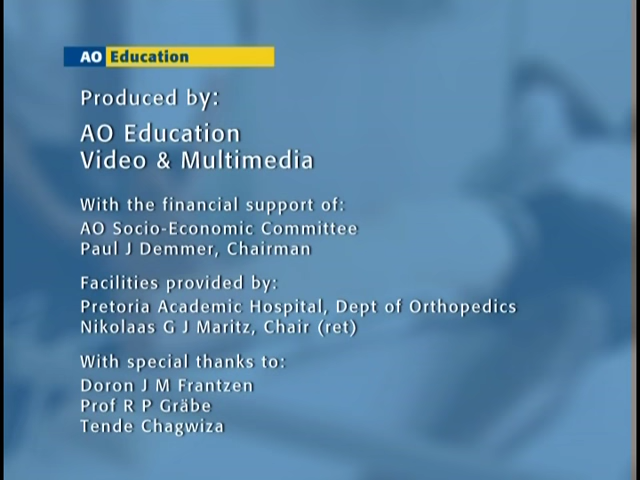 AO Education
Produced by:
AO Education
Video & Multimedia
With the financial support of:
AO Socio-Economic Committee
Paul J Demmer, Chairman
Facilities provided by:
Pretoria Academic Hospital, Dept of Orthopedics
Nikolaas G J Maritz, Chair (ret)
With special thanks to:
Doron J M Frantzen
Prof R P Gräbe
Tende Chagwiza